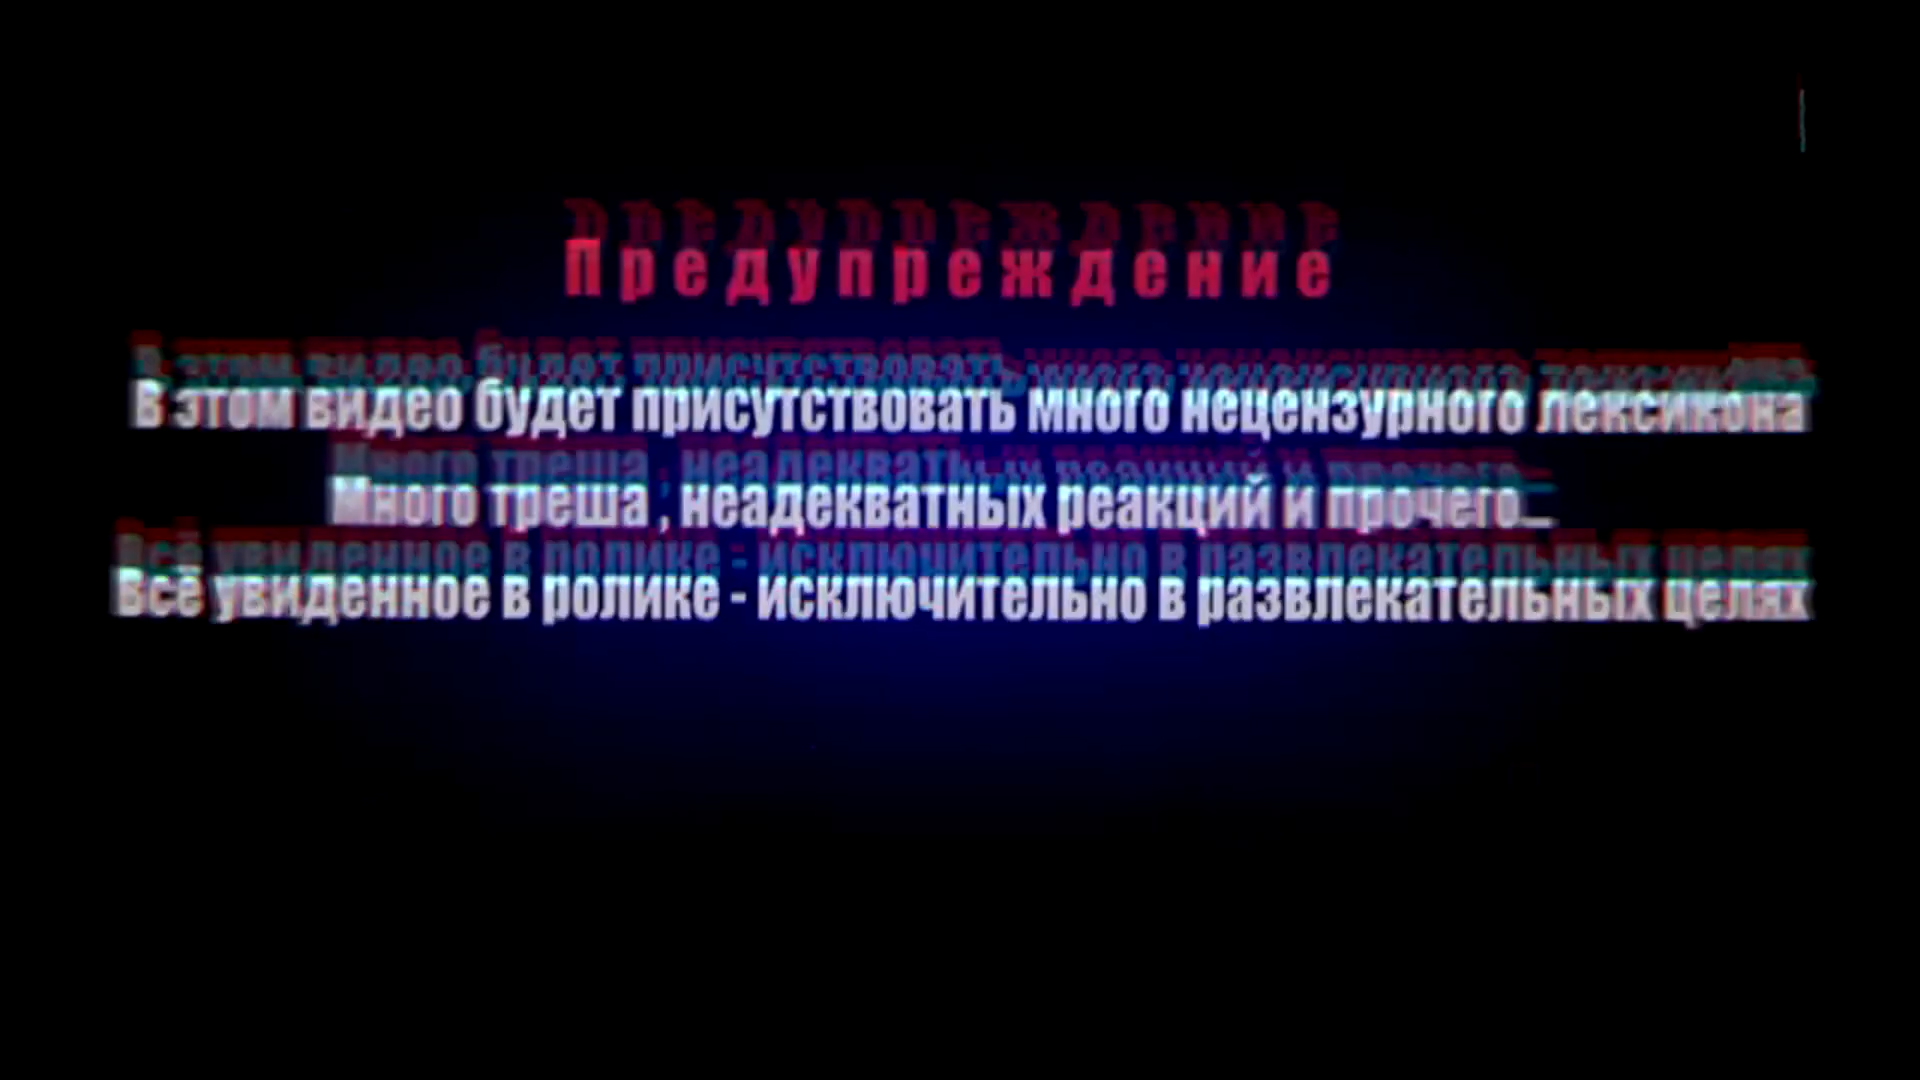 Предупреждение
В этом видео будет присутствовать много нецензурного лексикона
Много треша , неадекватных реакций и прочего...
Всё увиденное в ролике - исключительно в развлекательных целях